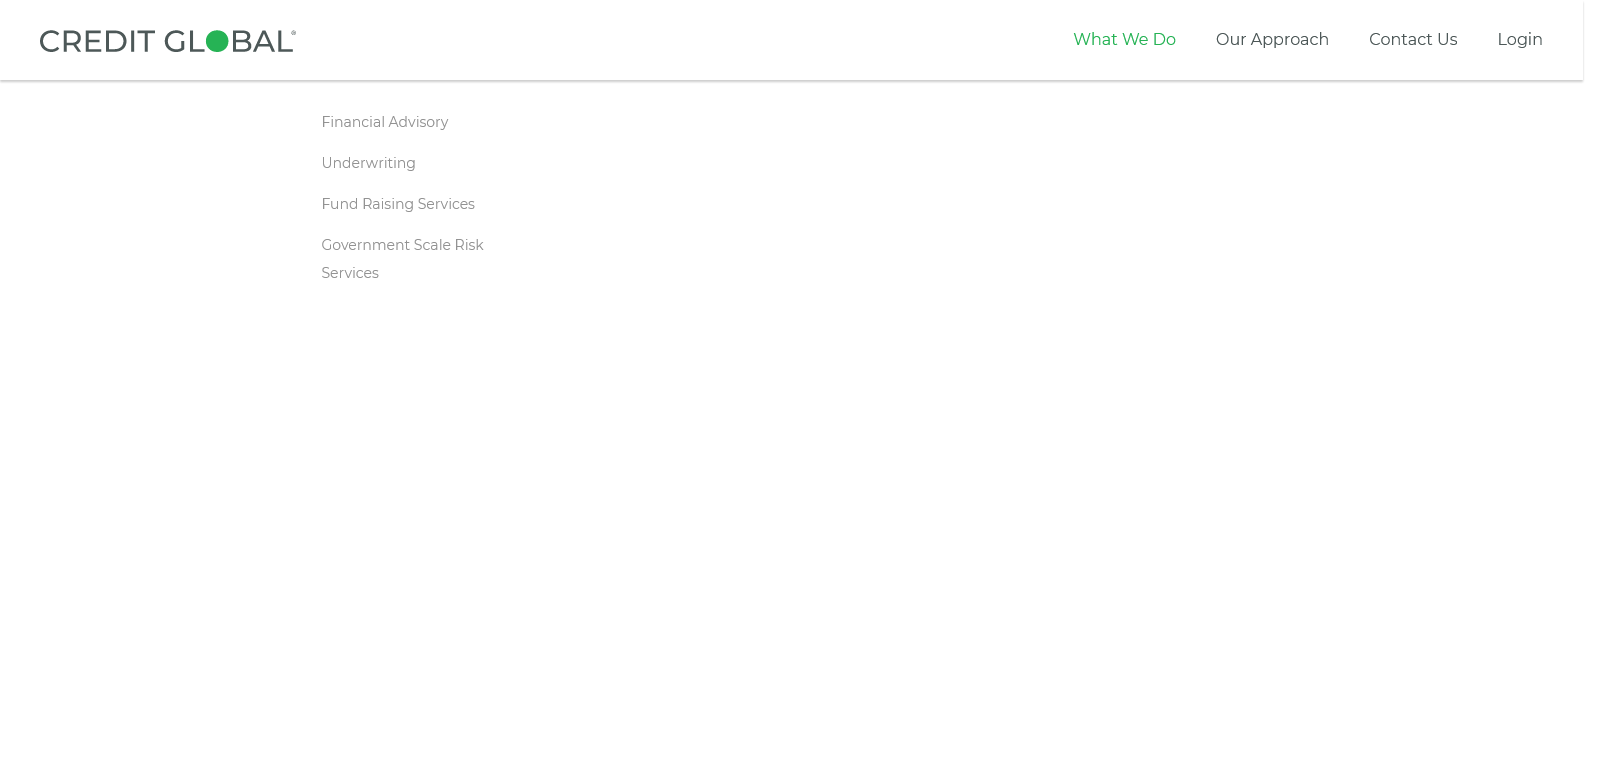 CREDIT GLOBAL®
What We Do
Our Approach
Contact Us
Login
Financial Advisory
Underwriting
Fund Raising Services
Government Scale Risk
Services